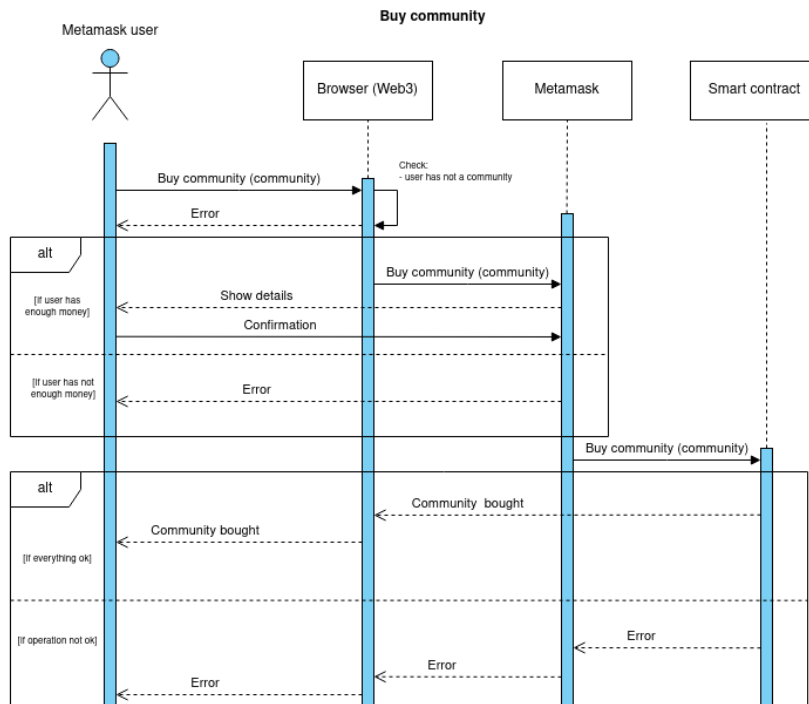 Buy community
Metamask user
Browser (Web3)
Metamask
Smart contract
Check:
- user has not a community
Buy community (community)
Error
alt
Buy community (community)
[if user has
enough money]
Show details
Confirmation
[if user has not
enough money]
Error
Buy community (community)
alt
Community bought
Community bought
[if everything ok]
[if operation not ok]
Error
Error
Error